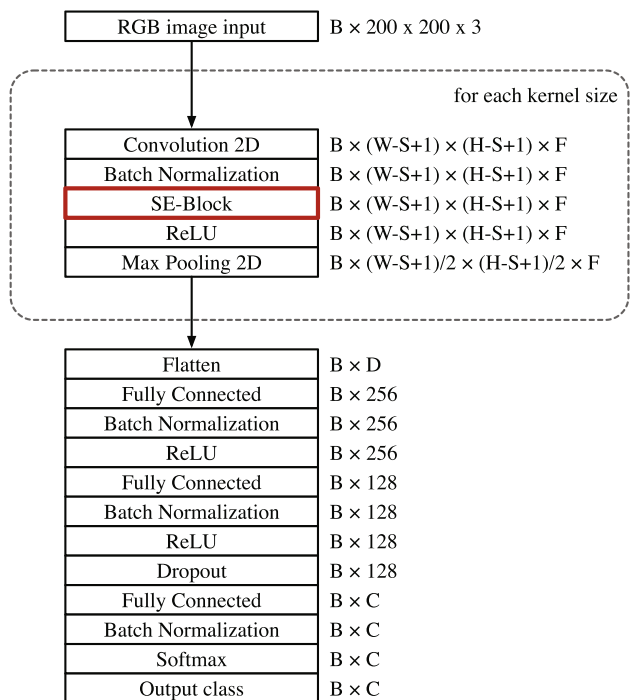 RGB image input B × 200 x 200 x 3
for each kernel size
Convolution 2D B × (W-S+1) × (H-S+1) × F
Batch Normalization B × (W-S+1) × (H-S+1) × F
SE-Block B × (W-S+1) × (H-S+1) × F
ReLU B × (W-S+1) × (H-S+1) × F
Max Pooling 2D B × (W-S+1)/2 × (H-S+1)/2 × F
Flatten B × D
Fully Connected B × 256
Batch Normalization B × 256
ReLU B × 256
Fully Connected B × 128
Batch Normalization B × 128
ReLU B × 128
Dropout B × 128
Fully Connected B × C
Batch Normalization B × C
Softmax B × C
Output class B × C